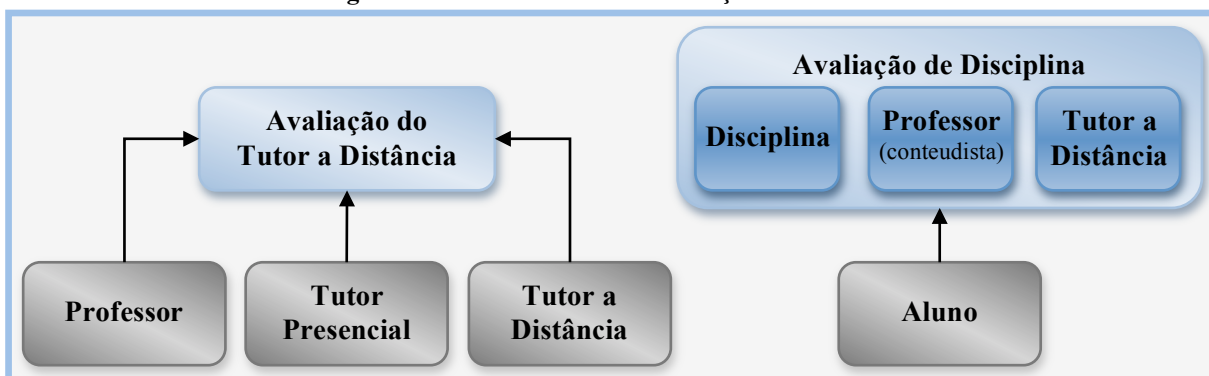 Avaliação do
Tutor a Distância
Professor
Tutor
Presencial
Tutor a
Distância
Avaliação de Disciplina
Disciplina
Professor
(conteudista)
Tutor a
Distância
Aluno